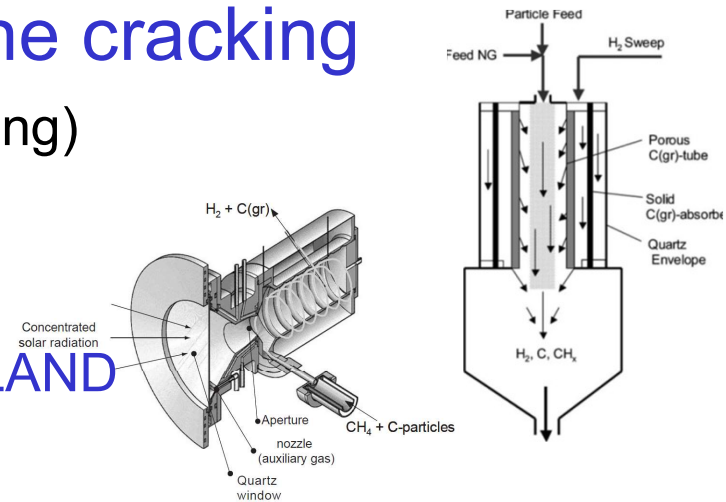 ne cracking
ng)
LAND
H₂ + C(gr)
Concentrated
solar radiation
Aperture
nozzle
(auxiliary gas)
Quartz
window
CH₄ + C-particles
Particle Feed
Feed NG
H₂ Sweep
Porous
C(gr)-tube
Solid
C(gr)-absorbe
Quartz
Envelope
H₂, C, CHₓ